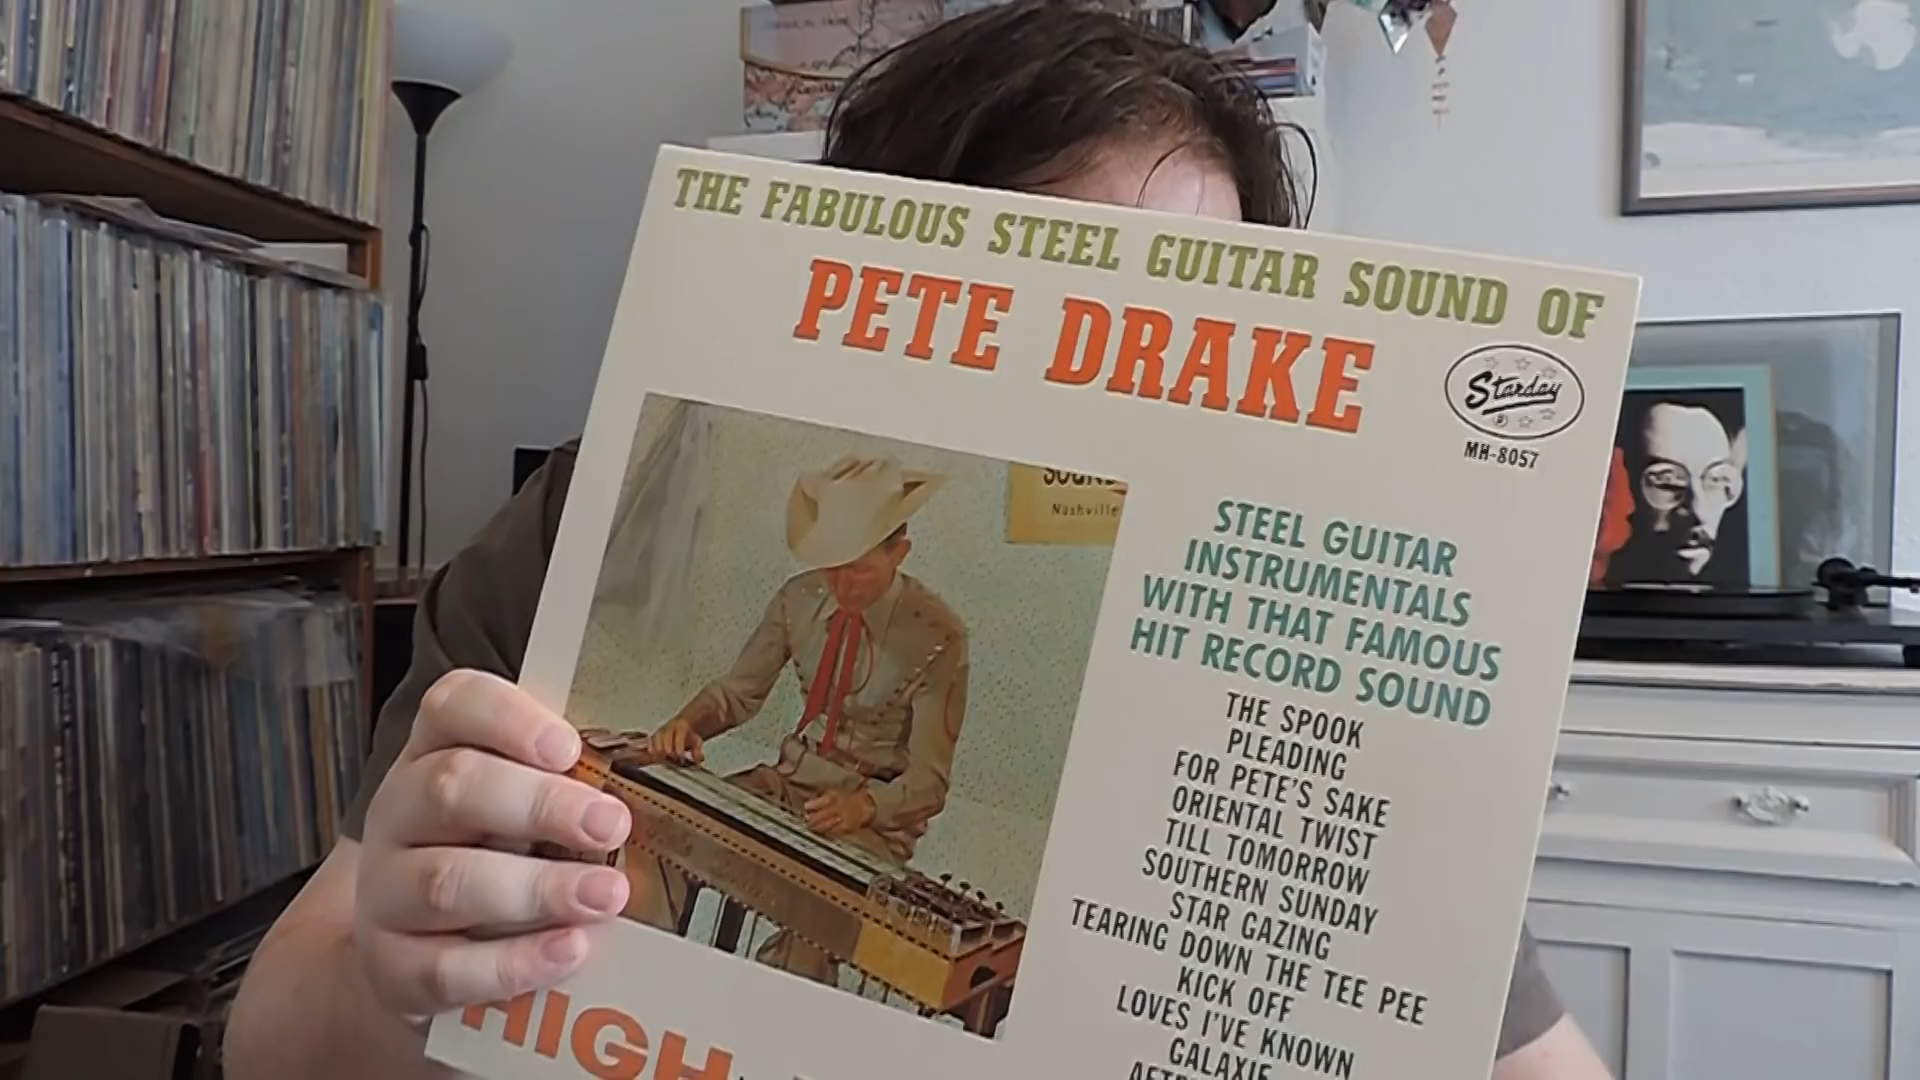 THE FABULOUS STEEL GUITAR SOUND OF
PETE DRAKE
Starday
MH-8057
SOUND
Nashville
STEEL GUITAR
INSTRUMENTALS
WITH THAT FAMOUS
HIT RECORD SOUND
THE SPOOK
PLEADING
FOR PETE'S SAKE
ORIENTAL TWIST
TILL TOMORROW
SOUTHERN SUNDAY
STAR GAZING
TEARING DOWN THE TEE PEE
KICK OFF
LOVES I'VE KNOWN
GALAXIE
HIGH